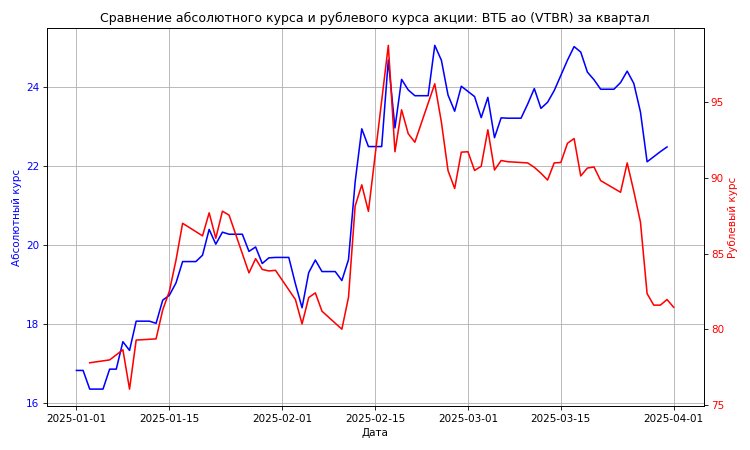 Сравнение абсолютного курса и рублевого курса акции: ВТБ ао (VTBR) за квартал
24
22
20
18
16
Абсолютный курс
95
90
85
80
75
Рублевый курс
2025-01-01 2025-01-15 2025-02-01 2025-02-15 2025-03-01 2025-03-15 2025-04-01
Дата